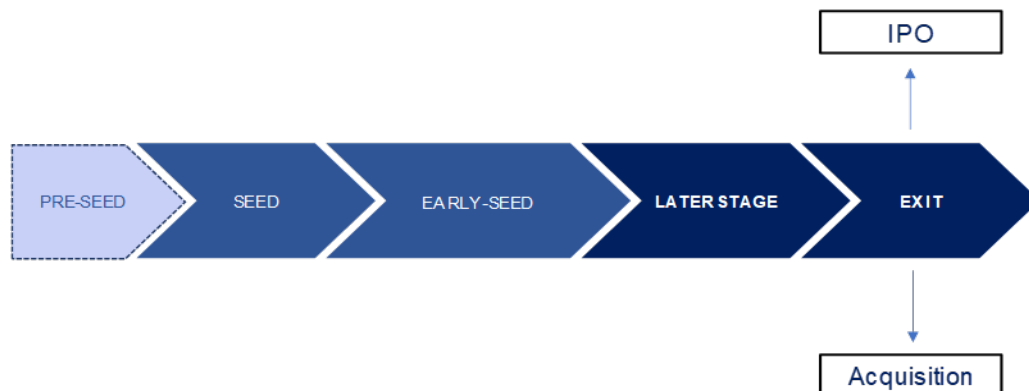 IPO
PRE-SEED
SEED
EARLY-SEED
LATER STAGE
EXIT
Acquisition